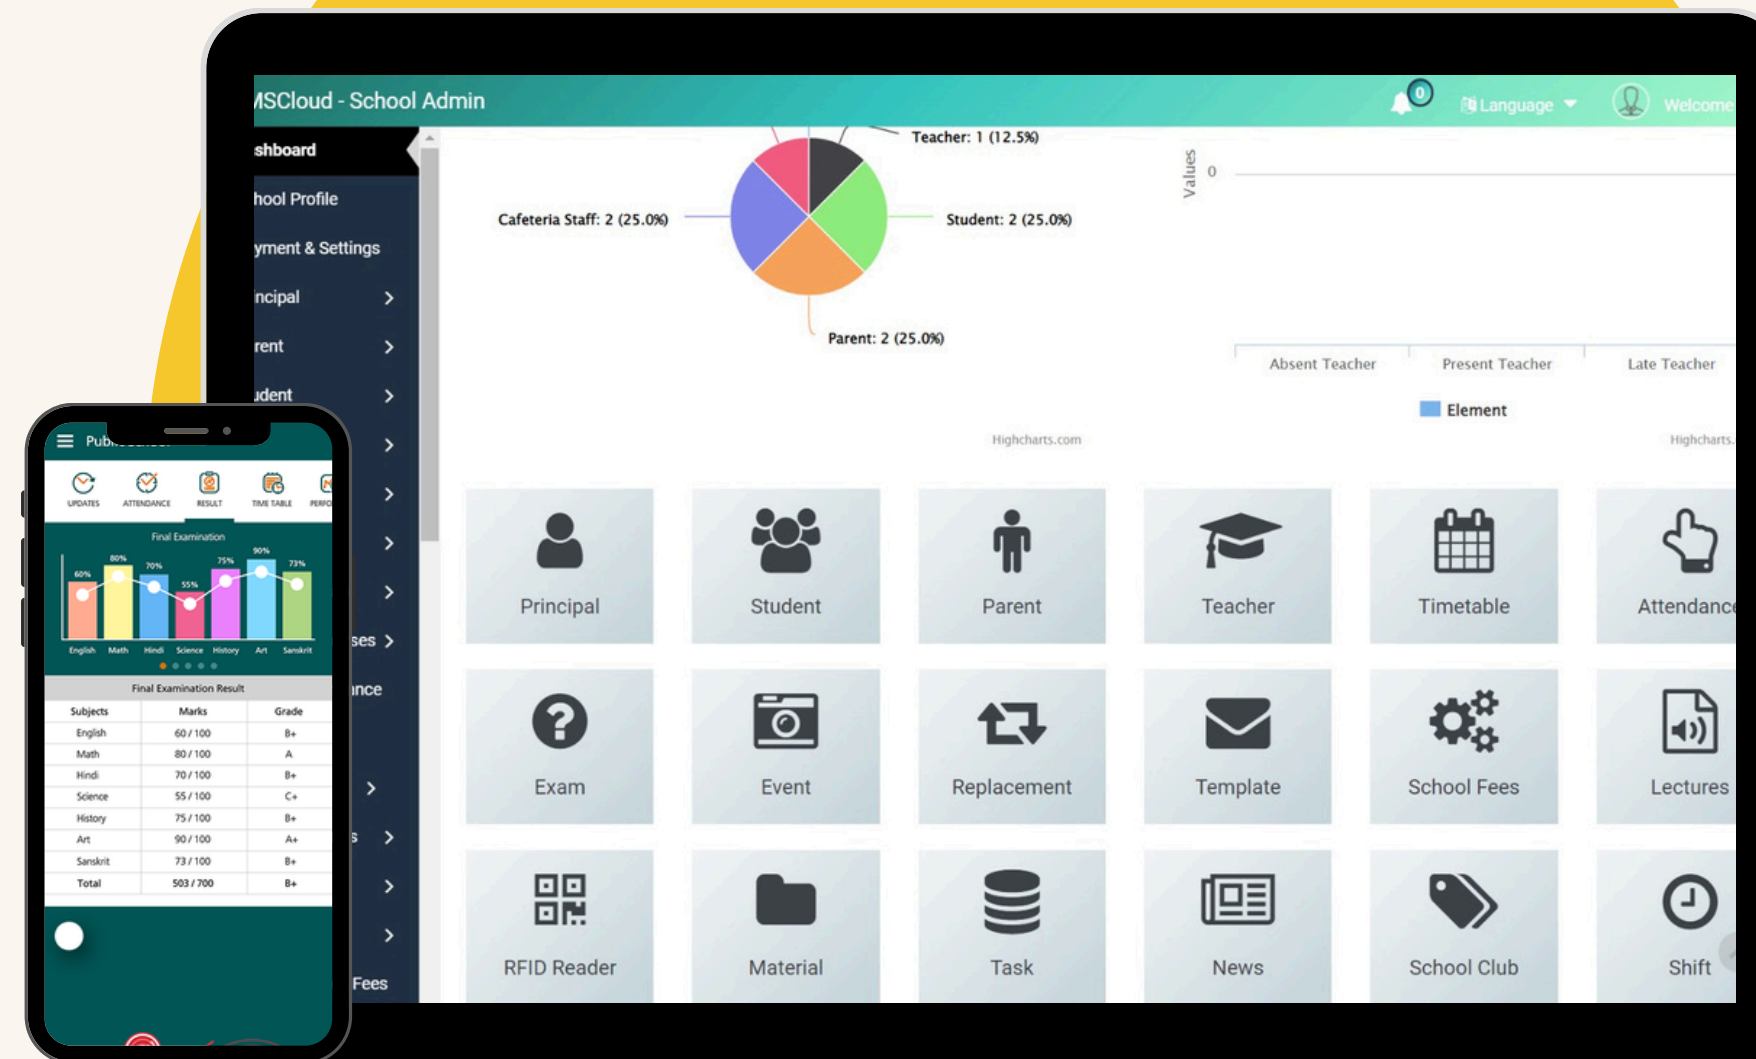 MSCloud - School Admin
0
Language
Welcome
shboard
hool Profile
yment & Settings
ncipal
rent
udent
ses
ance
s
Fees
Teacher: 1 (12.5%)
Cafeteria Staff: 2 (25.0%)
Student: 2 (25.0%)
Parent: 2 (25.0%)
Highcharts.com
Values
0
Absent Teacher Present Teacher Late Teacher
Element
Highcharts.
Principal Student Parent Teacher Timetable Attendance
Exam Event Replacement Template School Fees Lectures
RFID Reader Material Task News School Club Shift
UPDATES ATTENDANCE RESULT TIME TABLE PERFO
Final Examination
60% 80% 70% 55% 75% 90% 73%
English Math Hindi Science History Art Sanskrit
Final Examination Result
Subjects Marks Grade
English 60 / 100 B+
Math 80 / 100 A
Hindi 70 / 100 B+
Science 55 / 100 C+
History 75 / 100 B+
Art 90 / 100 A+
Sanskrit 73 / 100 B+
Total 503 / 700 B+